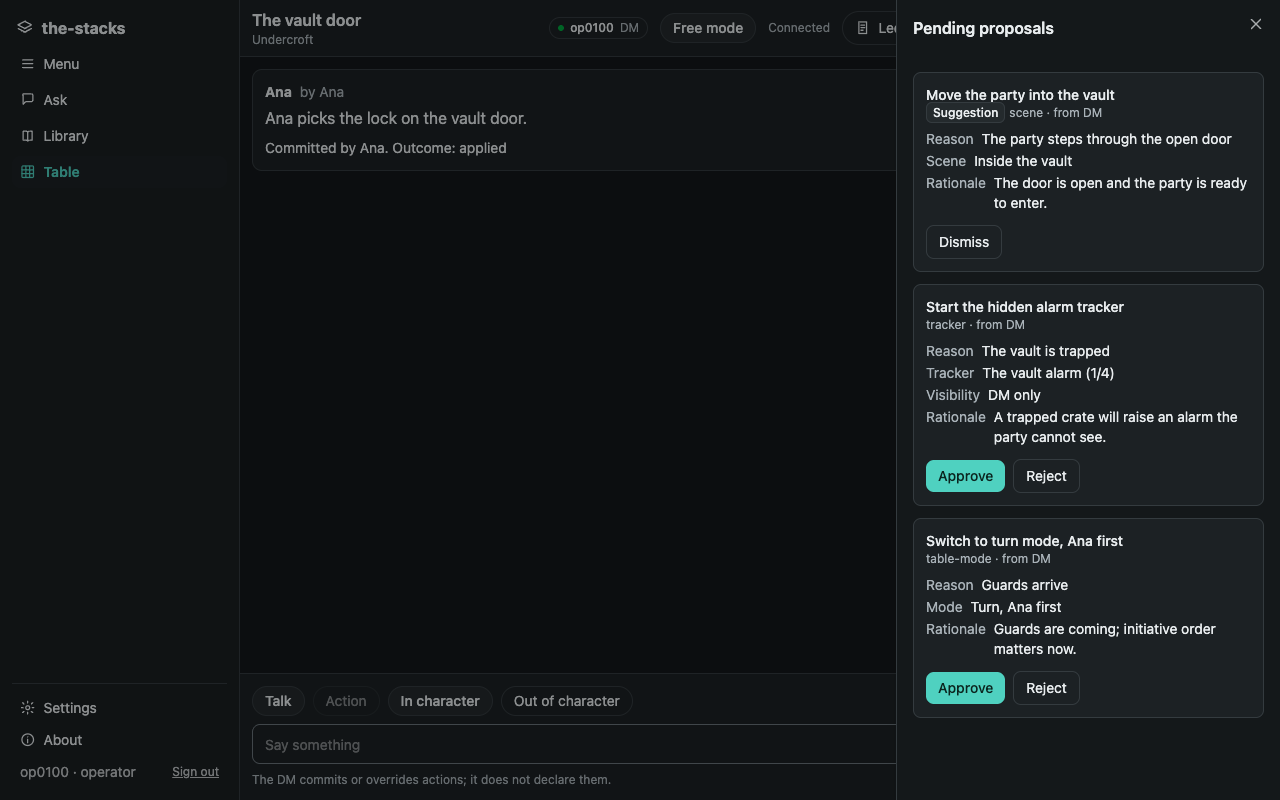 the-stacks
Menu
Ask
Library
Table
Settings
About
op0100 · operator
Sign out
The vault door
Undercroft
op0100 DM
Free mode
Connected
Ana by Ana
Ana picks the lock on the vault door.
Committed by Ana. Outcome: applied
Talk
Action
In character
Out of character
Say something
The DM commits or overrides actions; it does not declare them.
Pending proposals
Move the party into the vault
Suggestion scene · from DM
Reason The party steps through the open door
Scene Inside the vault
Rationale The door is open and the party is ready
to enter.
Dismiss
Start the hidden alarm tracker
tracker · from DM
Reason The vault is trapped
Tracker The vault alarm (1/4)
Visibility DM only
Rationale A trapped crate will raise an alarm the
party cannot see.
Approve
Reject
Switch to turn mode, Ana first
table-mode · from DM
Reason Guards arrive
Mode Turn, Ana first
Rationale Guards are coming; initiative order
matters now.
Approve
Reject